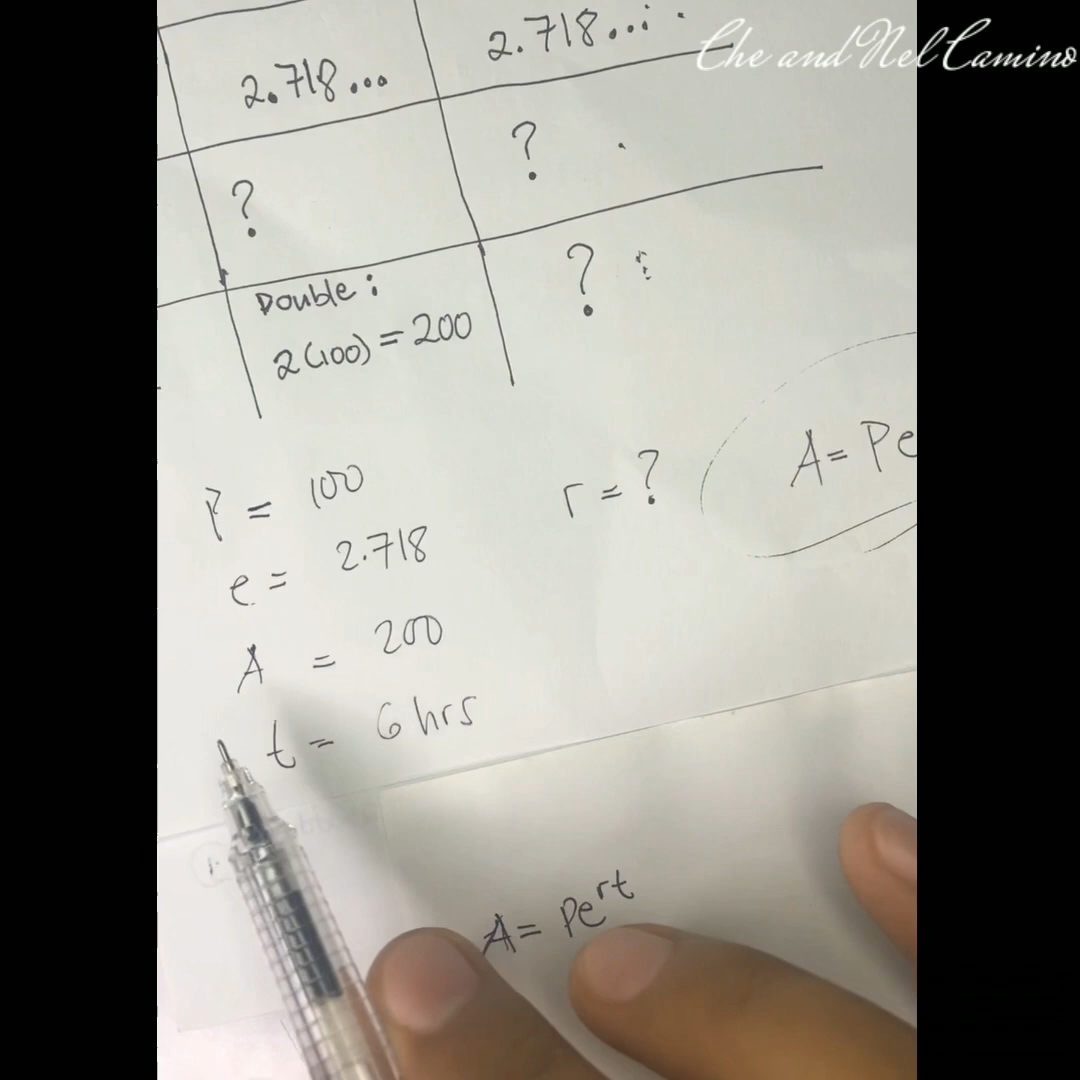 Che and Nel Camino
2.718... 2.718...
? ?
Double: ?
2(100) = 200
P = 100 r = ?
e = 2.718 A = Pe
A = 200
t = 6 hrs
A = Pe^rt